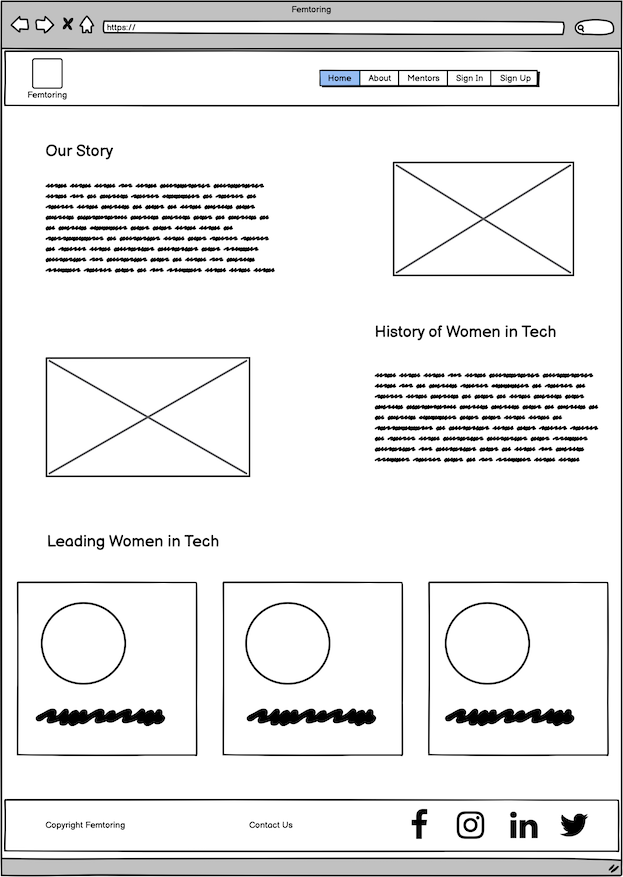 Femtoring
https://
Femtoring
Home About Mentors Sign In Sign Up
Our Story
History of Women in Tech
Leading Women in Tech
Copyright Femtoring
Contact Us